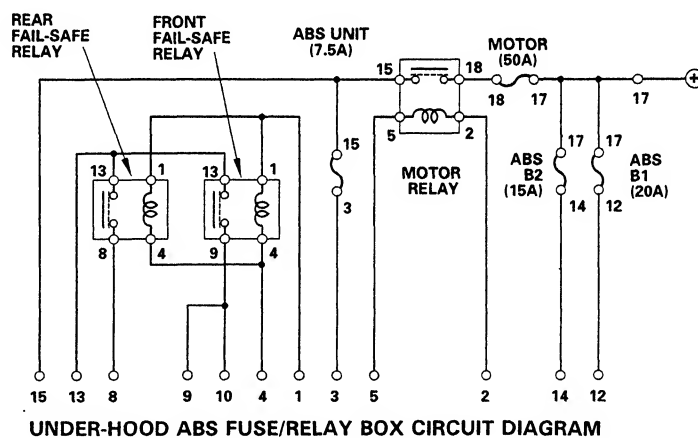 REAR
FAIL-SAFE
RELAY
FRONT
FAIL-SAFE
RELAY
ABS UNIT
(7.5A)
MOTOR
(50A)
15
18
18
17
17
+
5
2
MOTOR
RELAY
15
3
17
ABS
B2
(15A)
14
17
ABS
B1
(20A)
12
13
1
13
1
8
4
9
4
15
13
8
9
10
4
1
3
5
2
14
12
UNDER-HOOD ABS FUSE/RELAY BOX CIRCUIT DIAGRAM